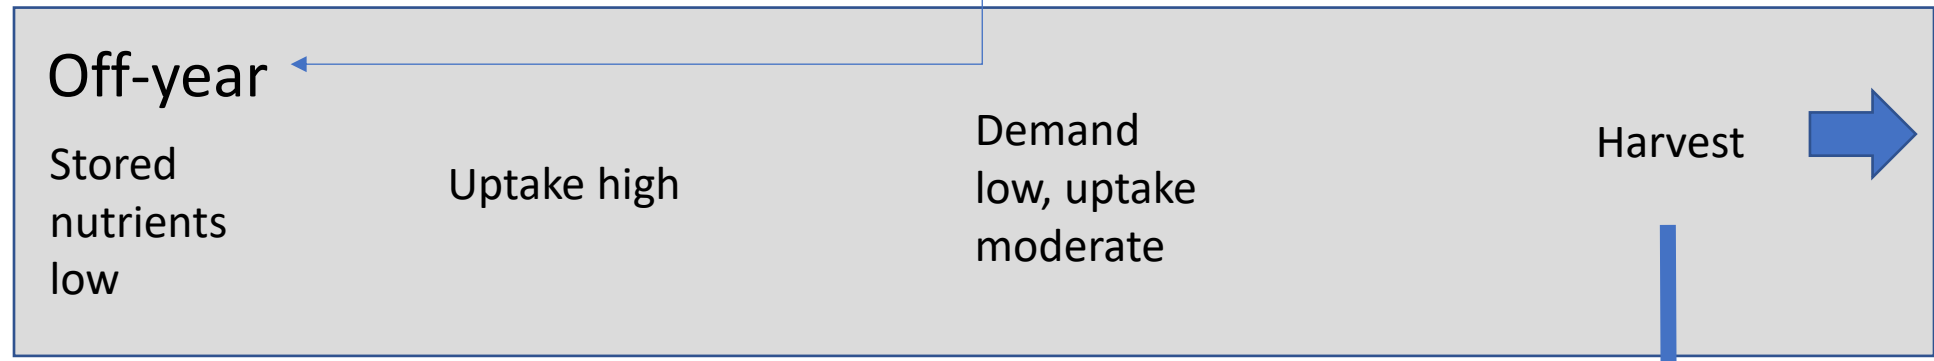 Off-year
Stored
nutrients
low
Uptake high
Demand
low, uptake
moderate
Harvest